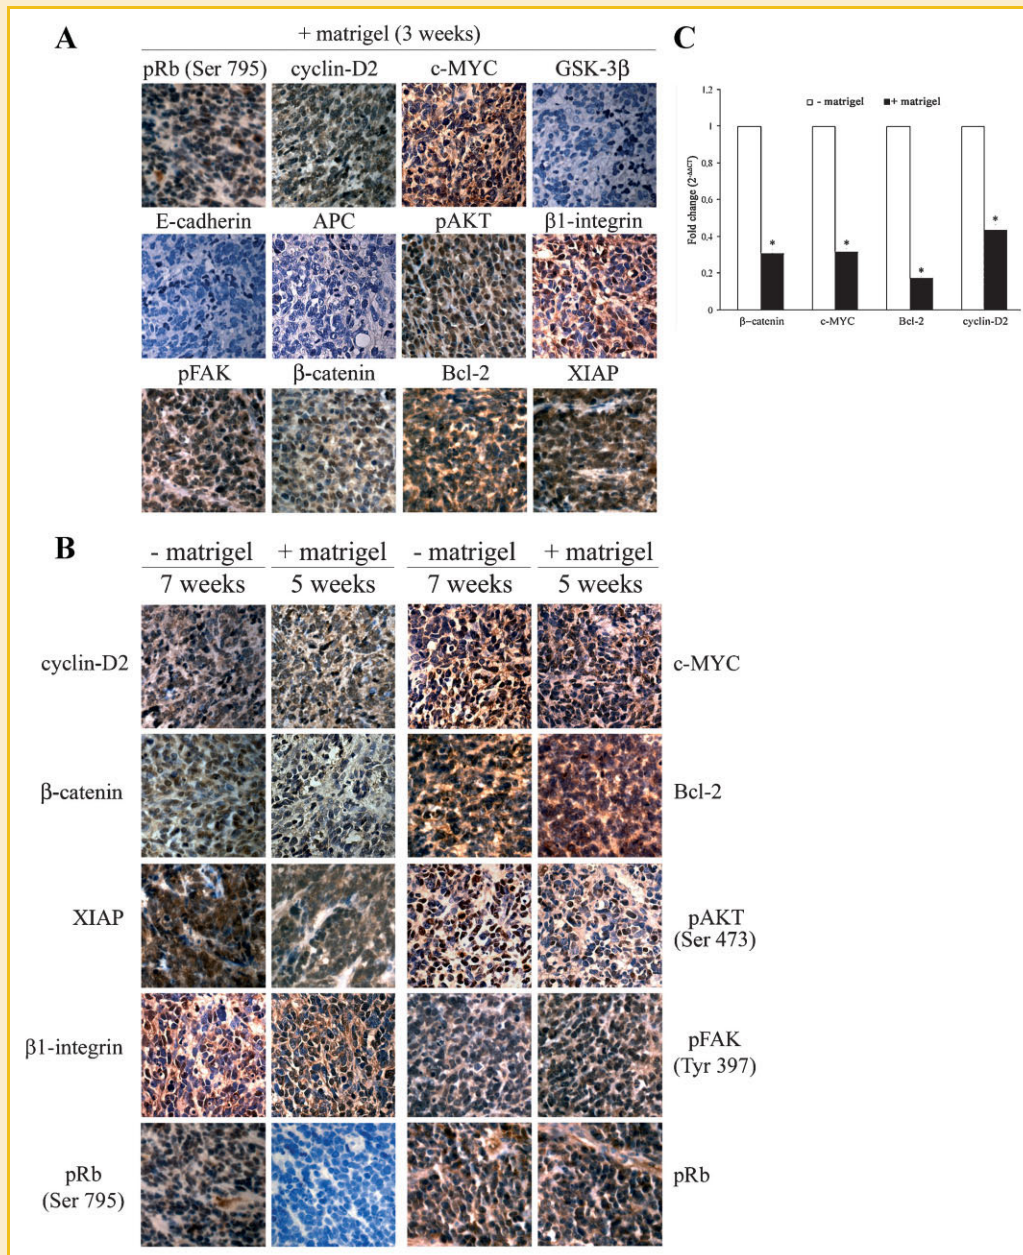 A
+ matrigel (3 weeks)
pRb (Ser 795) cyclin-D2 c-MYC GSK-3β
E-cadherin APC pAKT β1-integrin
pFAK β-catenin Bcl-2 XIAP
B
- matrigel + matrigel - matrigel + matrigel
7 weeks 5 weeks 7 weeks 5 weeks
cyclin-D2 c-MYC
β-catenin Bcl-2
XIAP pAKT
(Ser 473)
β1-integrin pFAK
(Tyr 397)
pRb pRb
(Ser 795)
C
- matrigel + matrigel
Fold change (2-ΔΔCT)
1,2
1
0,8
0,6
0,4
0,2
0
* * * *
β-catenin c-MYC Bcl-2 cyclin-D2